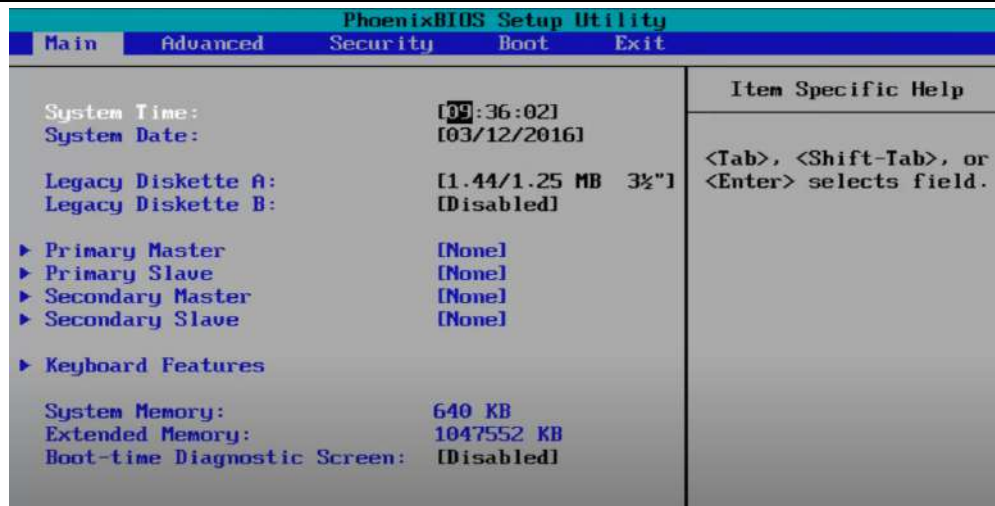 PhoenixBIOS Setup Utility
Main Advanced Security Boot Exit
System Time: [09:36:02]
System Date: [03/12/2016]
Legacy Diskette A: [1.44/1.25 MB 3½"]
Legacy Diskette B: [Disabled]
Primary Master [None]
Primary Slave [None]
Secondary Master [None]
Secondary Slave [None]
Keyboard Features
System Memory: 640 KB
Extended Memory: 1047552 KB
Boot-time Diagnostic Screen: [Disabled]
Item Specific Help
<Tab>, <Shift-Tab>, or
<Enter> selects field.